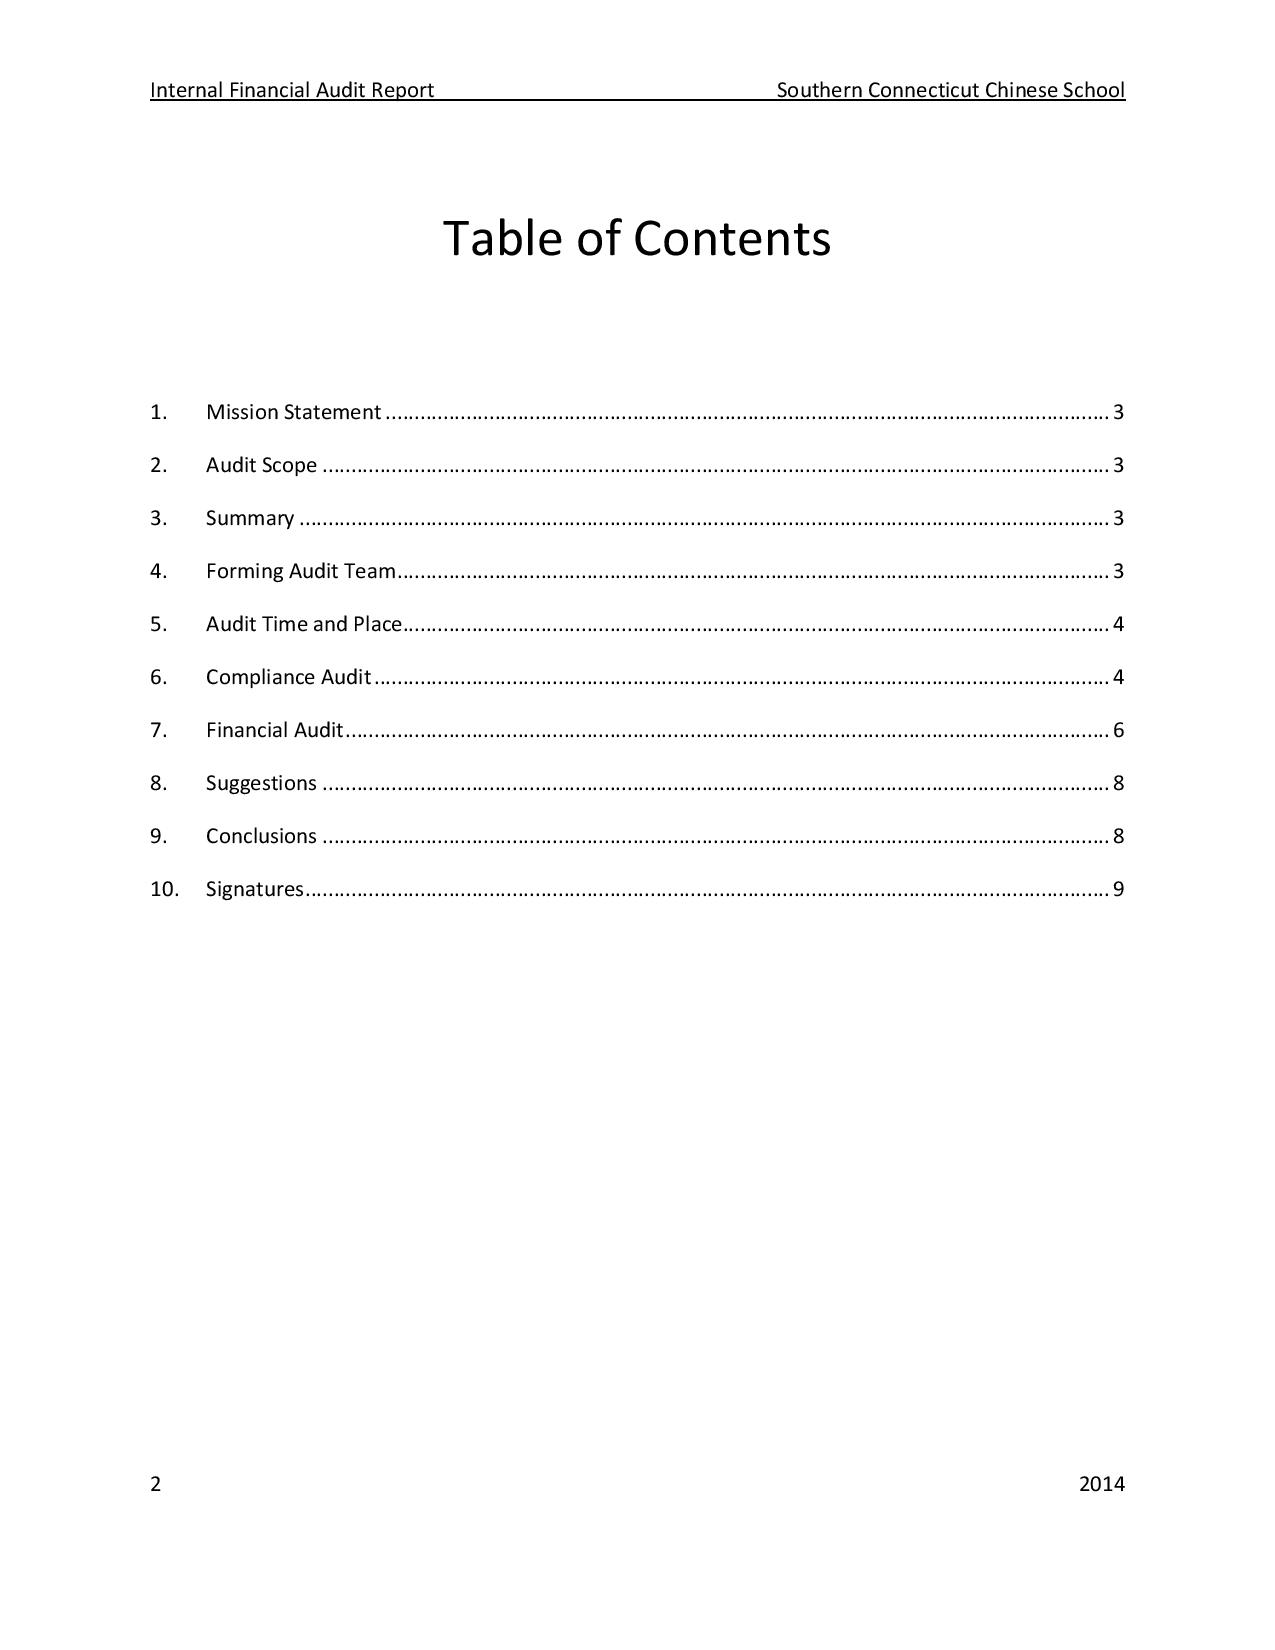 Internal Financial Audit Report Southern Connecticut Chinese School
Table of Contents
1. Mission Statement ........................................................................................................................... 3
2. Audit Scope ...................................................................................................................................... 3
3. Summary .......................................................................................................................................... 3
4. Forming Audit Team......................................................................................................................... 3
5. Audit Time and Place........................................................................................................................ 4
6. Compliance Audit ............................................................................................................................. 4
7. Financial Audit.................................................................................................................................. 6
8. Suggestions ...................................................................................................................................... 8
9. Conclusions ...................................................................................................................................... 8
10. Signatures......................................................................................................................................... 9
2 2014